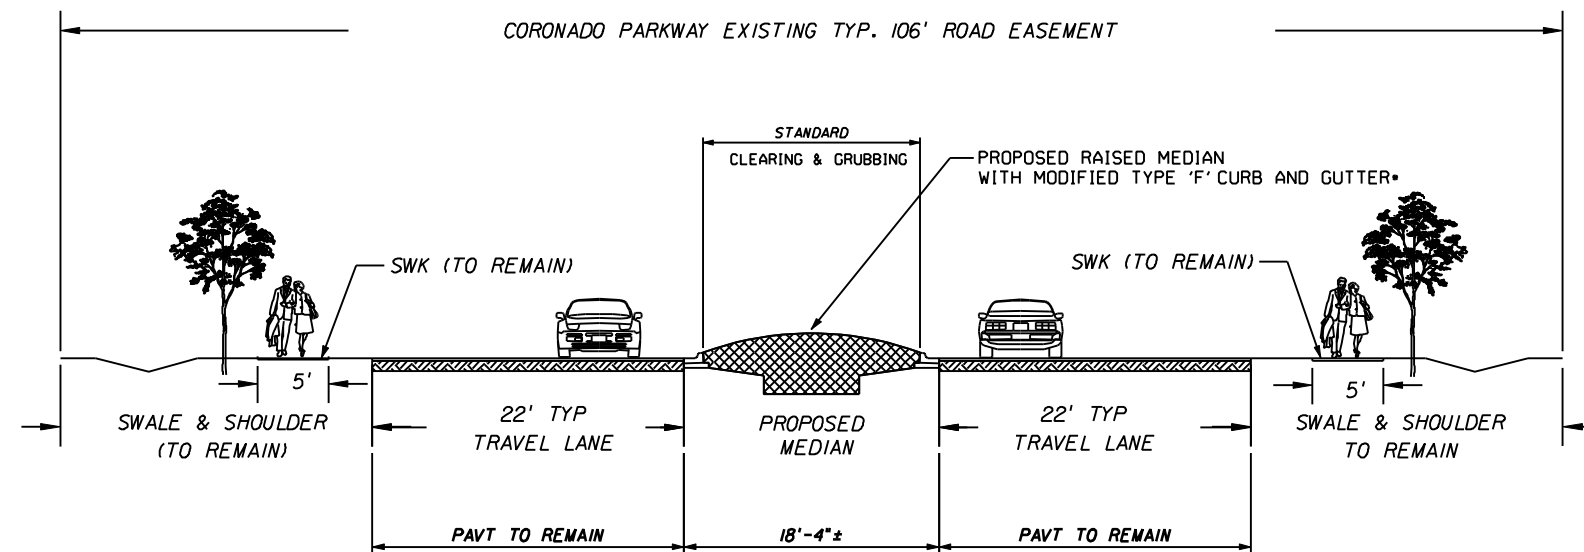 CORONADO PARKWAY EXISTING TYP. 106' ROAD EASEMENT
STANDARD
CLEARING & GRUBBING
PROPOSED RAISED MEDIAN
WITH MODIFIED TYPE 'F' CURB AND GUTTER*
SWK (TO REMAIN)
SWK (TO REMAIN)
5'
5'
SWALE & SHOULDER
(TO REMAIN)
22' TYP
TRAVEL LANE
PROPOSED
MEDIAN
22' TYP
TRAVEL LANE
SWALE & SHOULDER
TO REMAIN
PAVT TO REMAIN
18'-4"±
PAVT TO REMAIN